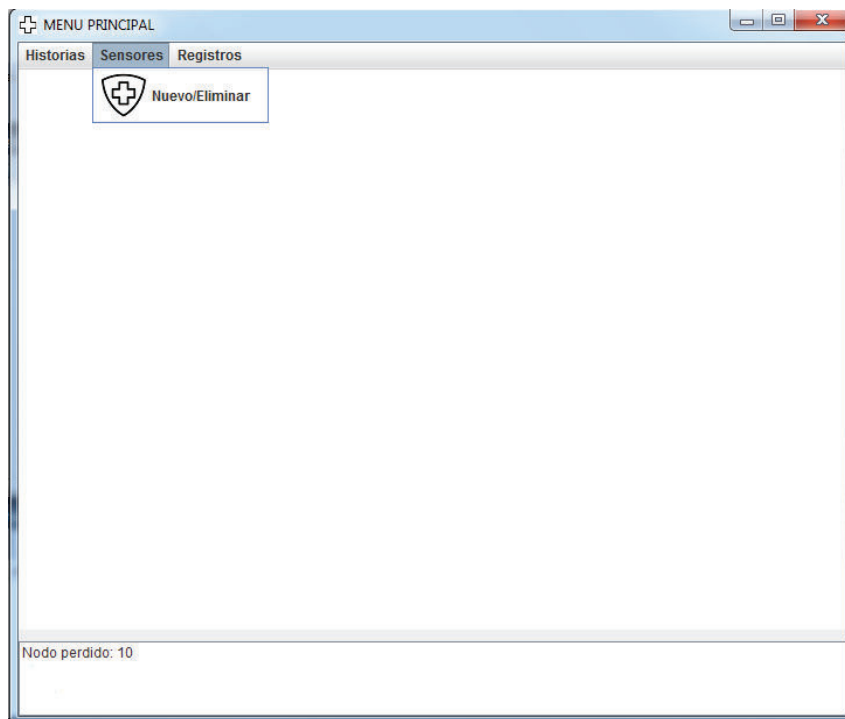 MENU PRINCIPAL
Historias Sensores Registros
Nuevo/Eliminar
Nodo perdido: 10